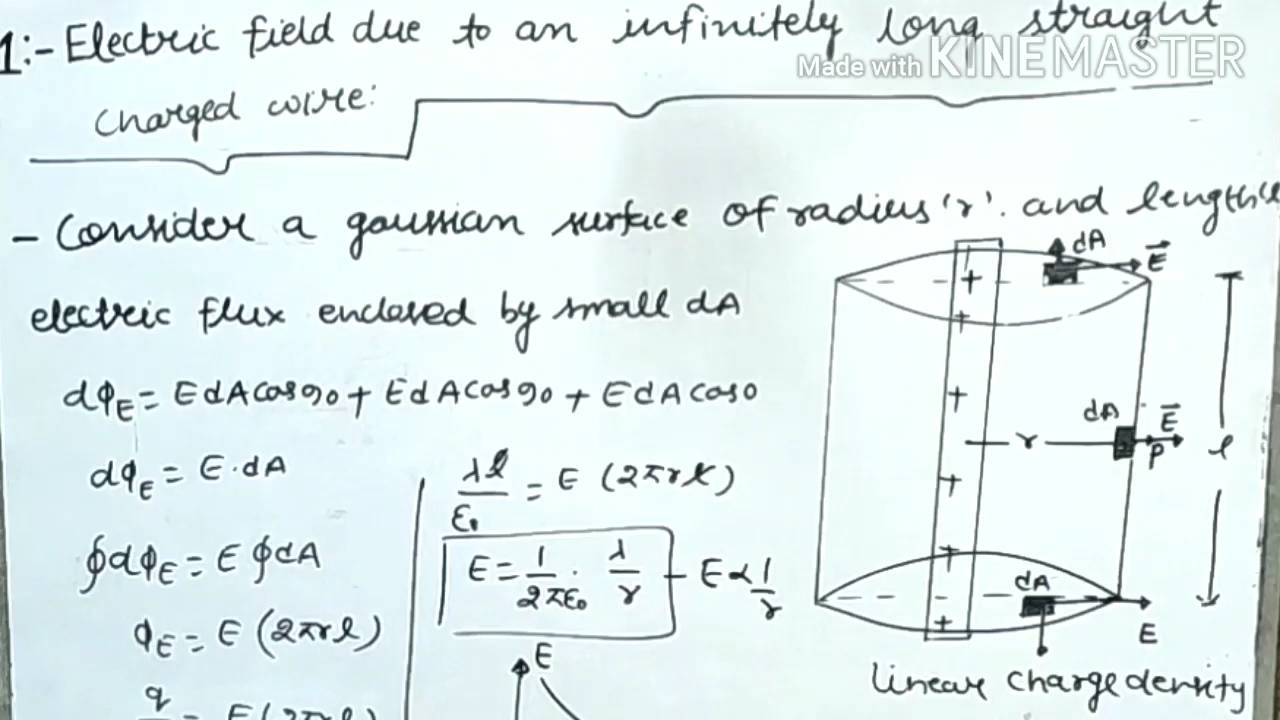 1:- Electric field due to an infinitely long straight
Made with KINEMASTER
charged wire:
- Consider a gaussian surface of radius 'r'. and length 'l
electric flux enclosed by small dA
dφE = EdAcos90 + EdAcos90 + EdAcos0
dφE = E·dA
∮dφE = E∮dA
φE = E (2πrl)
q = E(2πrl)
λl/ε₀ = E (2πrl)
E = 1/2πε₀ · λ/r - E ∝ 1/r
E
dA E⃗
+
+
+
+
+
+
r
dA E⃗
P
l
dA
E
linear charge density